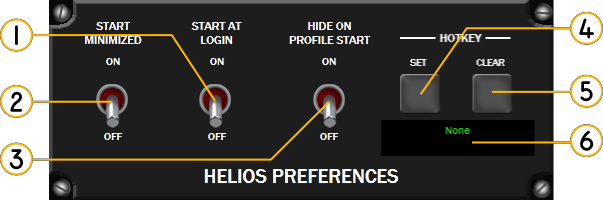 START MINIMIZED
START AT LOGIN
HIDE ON PROFILE START
HOTKEY
ON
ON
ON
SET
CLEAR
OFF
OFF
OFF
None
HELIOS PREFERENCES
1
2
3
4
5
6